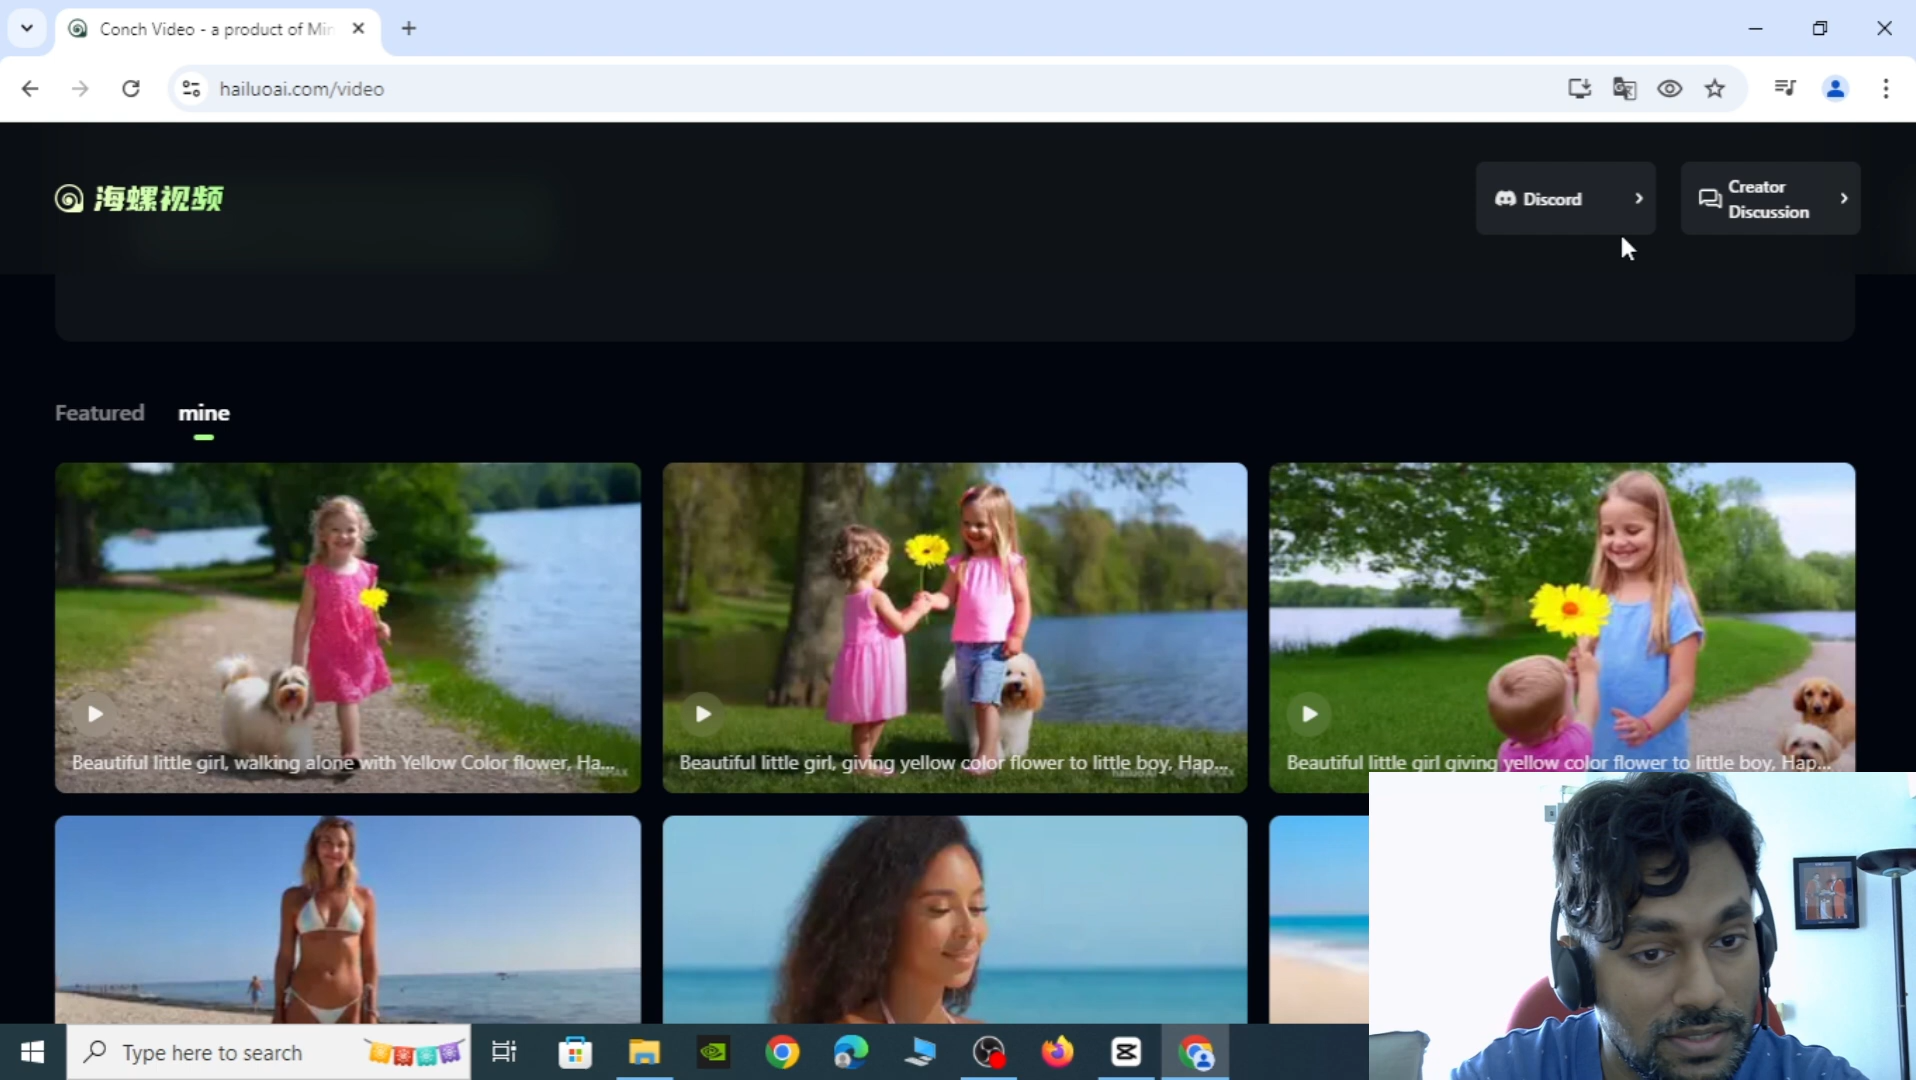 Conch Video - a product of Min
hailuoai.com/video
海螺视频
Discord
Creator
Discussion
Featured
mine
Beautiful little girl, walking alone with Yellow Color flower, Ha...
Beautiful little girl, giving yellow color flower to little boy, Hap...
Beautiful little girl giving yellow color flower to little boy, Hap...
Type here to search